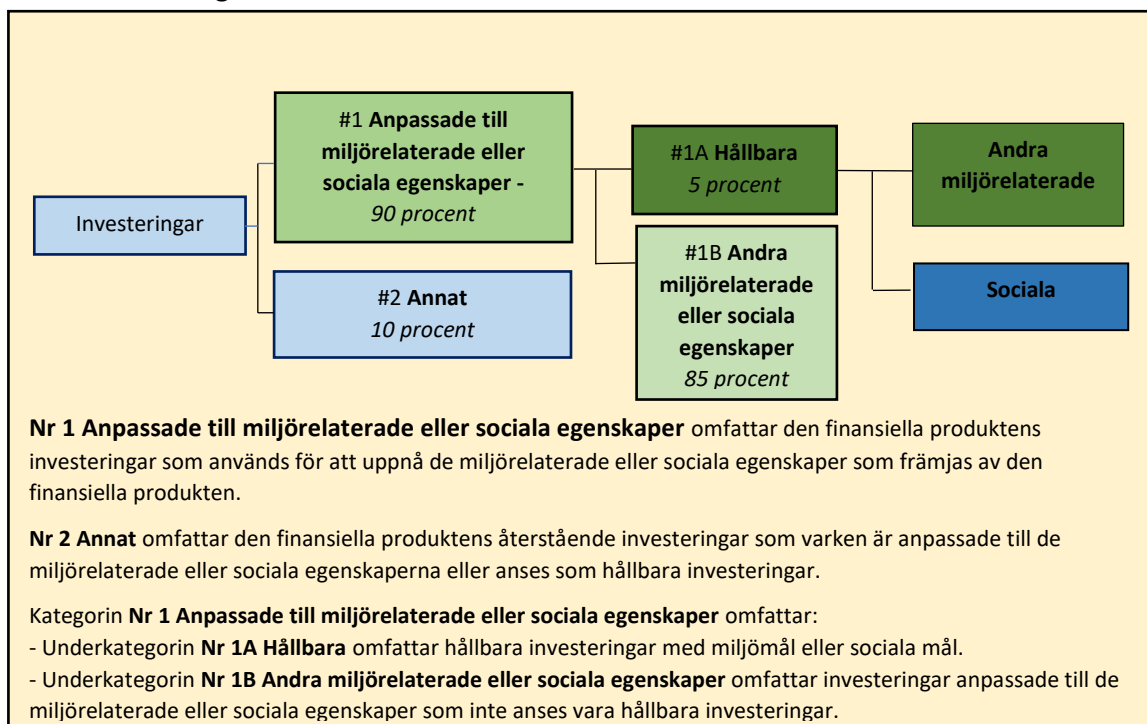 #1 Anpassade till
miljörelaterade eller
sociala egenskaper -
90 procent
#1A Hållbara
5 procent
Andra
miljörelaterade
Investeringar
#1B Andra
miljörelaterade
eller sociala
egenskaper
85 procent
#2 Annat
10 procent
Sociala
Nr 1 Anpassade till miljörelaterade eller sociala egenskaper omfattar den finansiella produktens
investeringar som används för att uppnå de miljörelaterade eller sociala egenskaper som främjas av den
finansiella produkten.
Nr 2 Annat omfattar den finansiella produktens återstående investeringar som varken är anpassade till de
miljörelaterade eller sociala egenskaperna eller anses som hållbara investeringar.
Kategorin Nr 1 Anpassade till miljörelaterade eller sociala egenskaper omfattar:
- Underkategorin Nr 1A Hållbara omfattar hållbara investeringar med miljömål eller sociala mål.
- Underkategorin Nr 1B Andra miljörelaterade eller sociala egenskaper omfattar investeringar anpassade till de
miljörelaterade eller sociala egenskaper som inte anses vara hållbara investeringar.